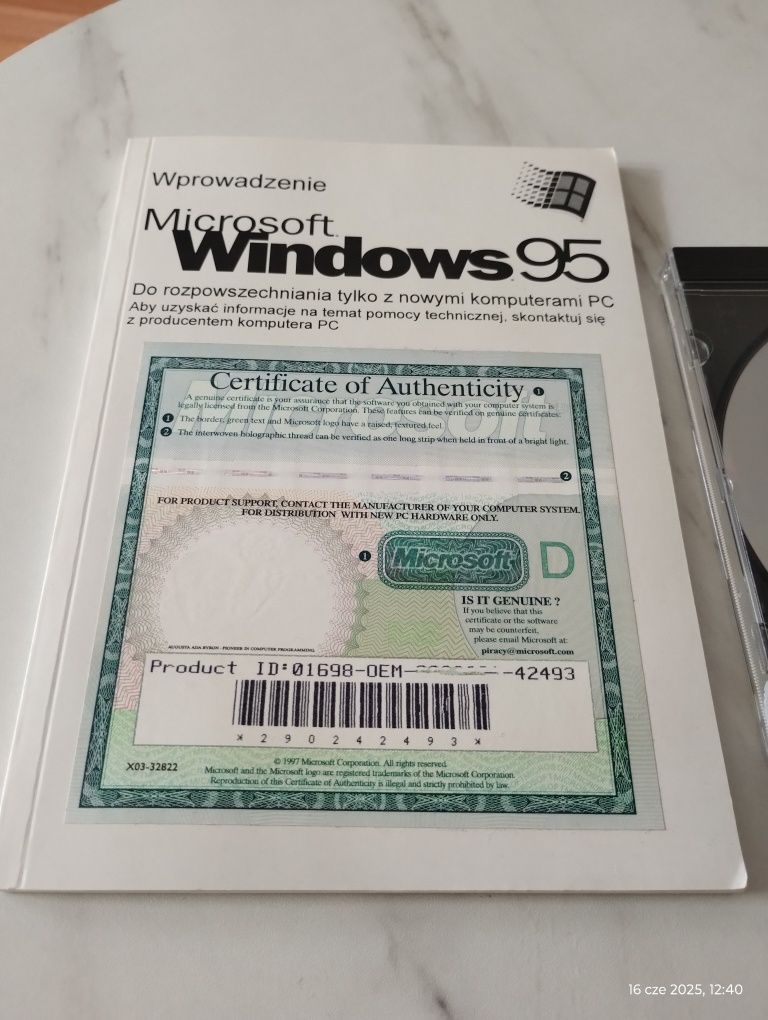 Wprowadzenie
Microsoft
Windows 95
Do rozpowszechniania tylko z nowymi komputerami PC
Aby uzyskać informacje na temat pomocy technicznej, skontaktuj się
z producentem komputera PC
Certificate of Authenticity 1
A genuine certificate is your assurance that the software you obtained with your computer system is
legally licensed from the Microsoft Corporation. These features can be verified on genuine certificates:
1 The border, green text and Microsoft logo have a raised, textured feel.
2 The interwoven holographic thread can be verified as one long strip when held in front of a bright light.
2
FOR PRODUCT SUPPORT, CONTACT THE MANUFACTURER OF YOUR COMPUTER SYSTEM.
FOR DISTRIBUTION WITH NEW PC HARDWARE ONLY.
1 Microsoft D
IS IT GENUINE ?
If you believe that this
certificate or the software
may be counterfeit,
please email Microsoft at:
piracy@microsoft.com
AUGUSTA ADA BYRON - PIONEER IN COMPUTER PROGRAMMING
Product ID:01698-OEM- -42493
* 2 9 0 2 4 2 4 9 3 *
X03-32822
© 1997 Microsoft Corporation. All rights reserved.
Microsoft and the Microsoft logo are registered trademarks of the Microsoft Corporation.
Reproduction of this Certificate of Authenticity is illegal and strictly prohibited by law.
16 cze 2025, 12:40